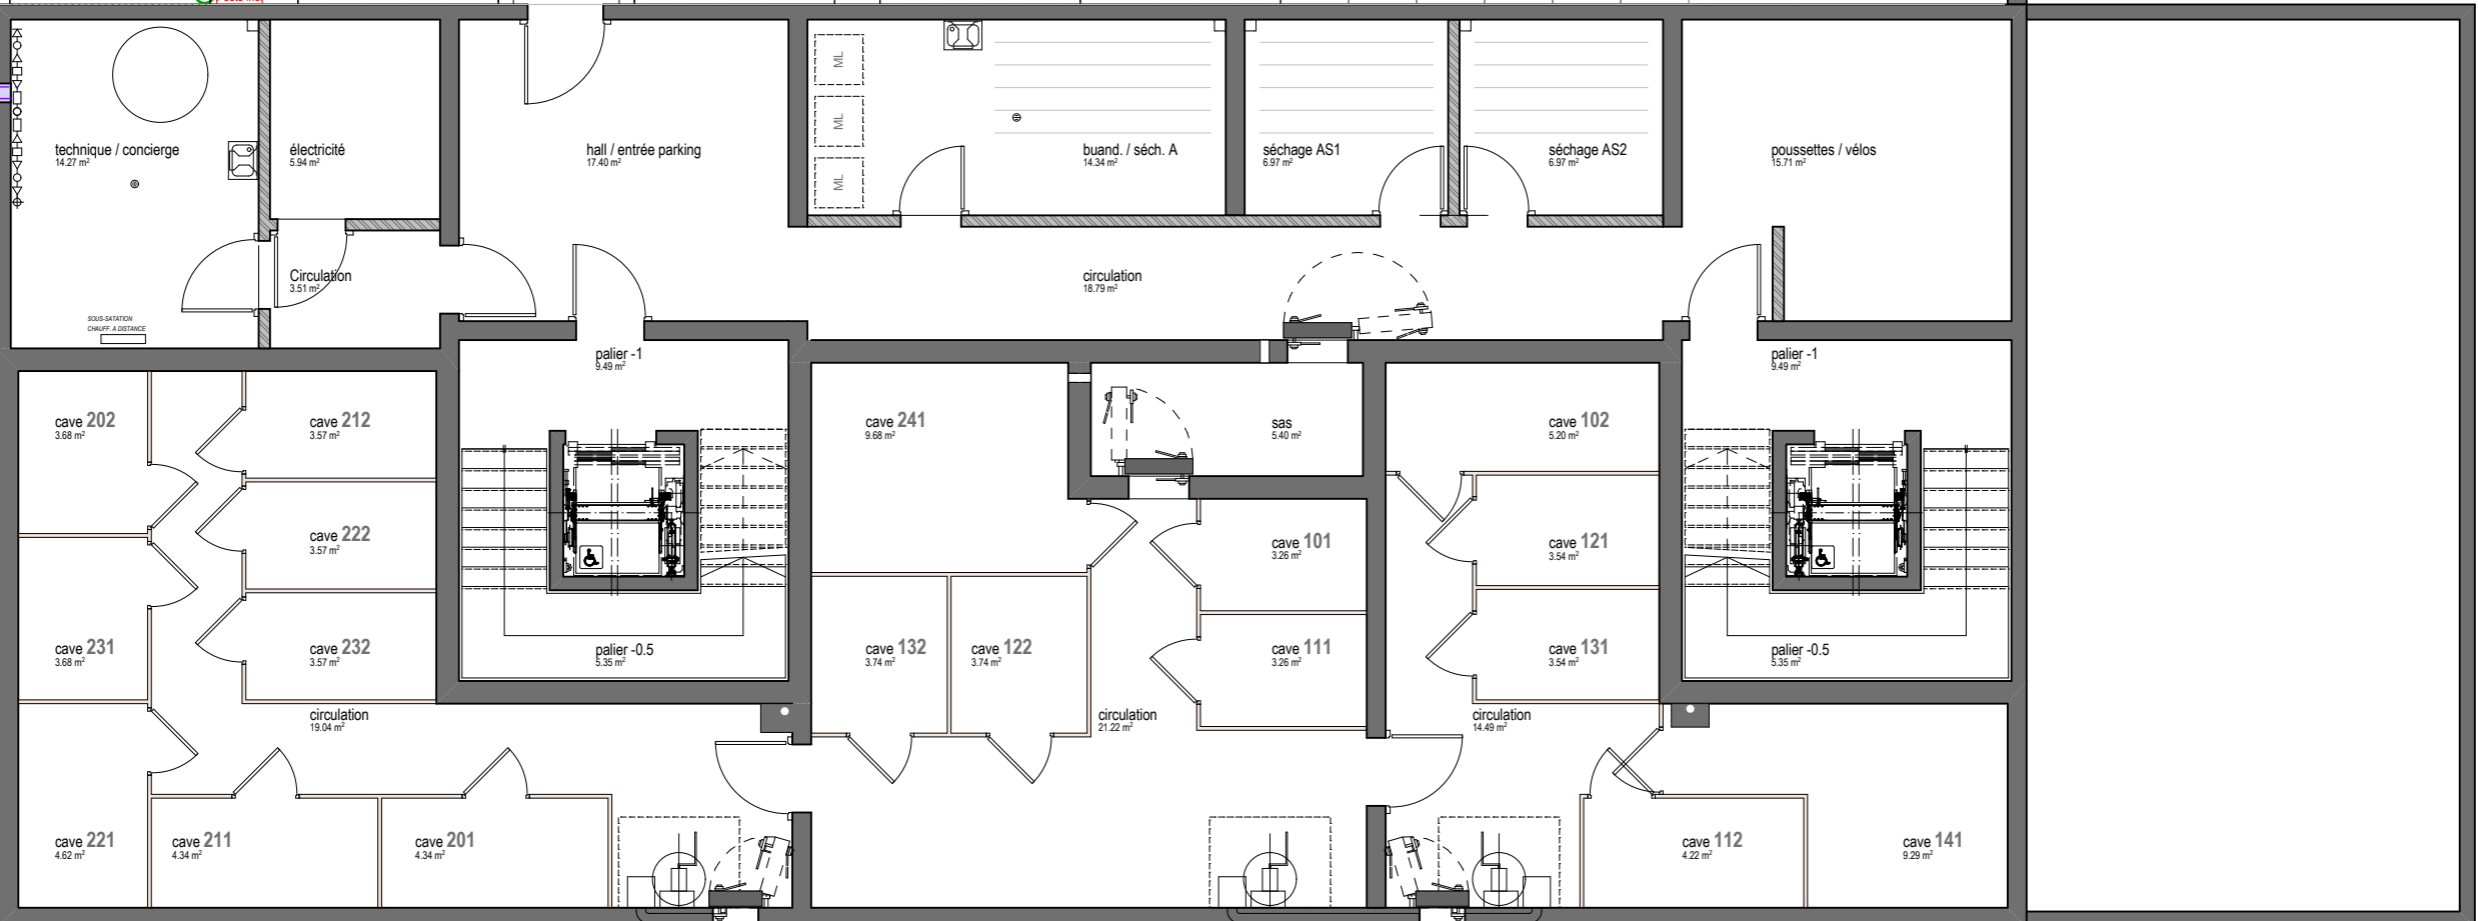 technique / concierge
14.27 m²
électricité
5.94 m²
hall / entrée parking
17.40 m²
ML
ML
ML
buand. / séch. A
14.34 m²
séchage AS1
6.97 m²
séchage AS2
6.97 m²
poussettes / vélos
15.71 m²
Circulation
3.51 m²
circulation
18.79 m²
SOUS-SATATION
CHAUFF. A DISTANCE
palier -1
9.49 m²
palier -1
9.49 m²
cave 202
3.68 m²
cave 212
3.57 m²
cave 241
9.68 m²
sas
5.40 m²
cave 102
5.20 m²
cave 222
3.57 m²
cave 101
3.26 m²
cave 121
3.54 m²
cave 231
3.68 m²
cave 232
3.57 m²
palier -0.5
5.35 m²
cave 132
3.74 m²
cave 122
3.74 m²
cave 111
3.26 m²
cave 131
3.54 m²
palier -0.5
5.35 m²
circulation
19.04 m²
circulation
21.22 m²
circulation
14.49 m²
cave 221
4.62 m²
cave 211
4.34 m²
cave 201
4.34 m²
cave 112
4.22 m²
cave 141
9.29 m²